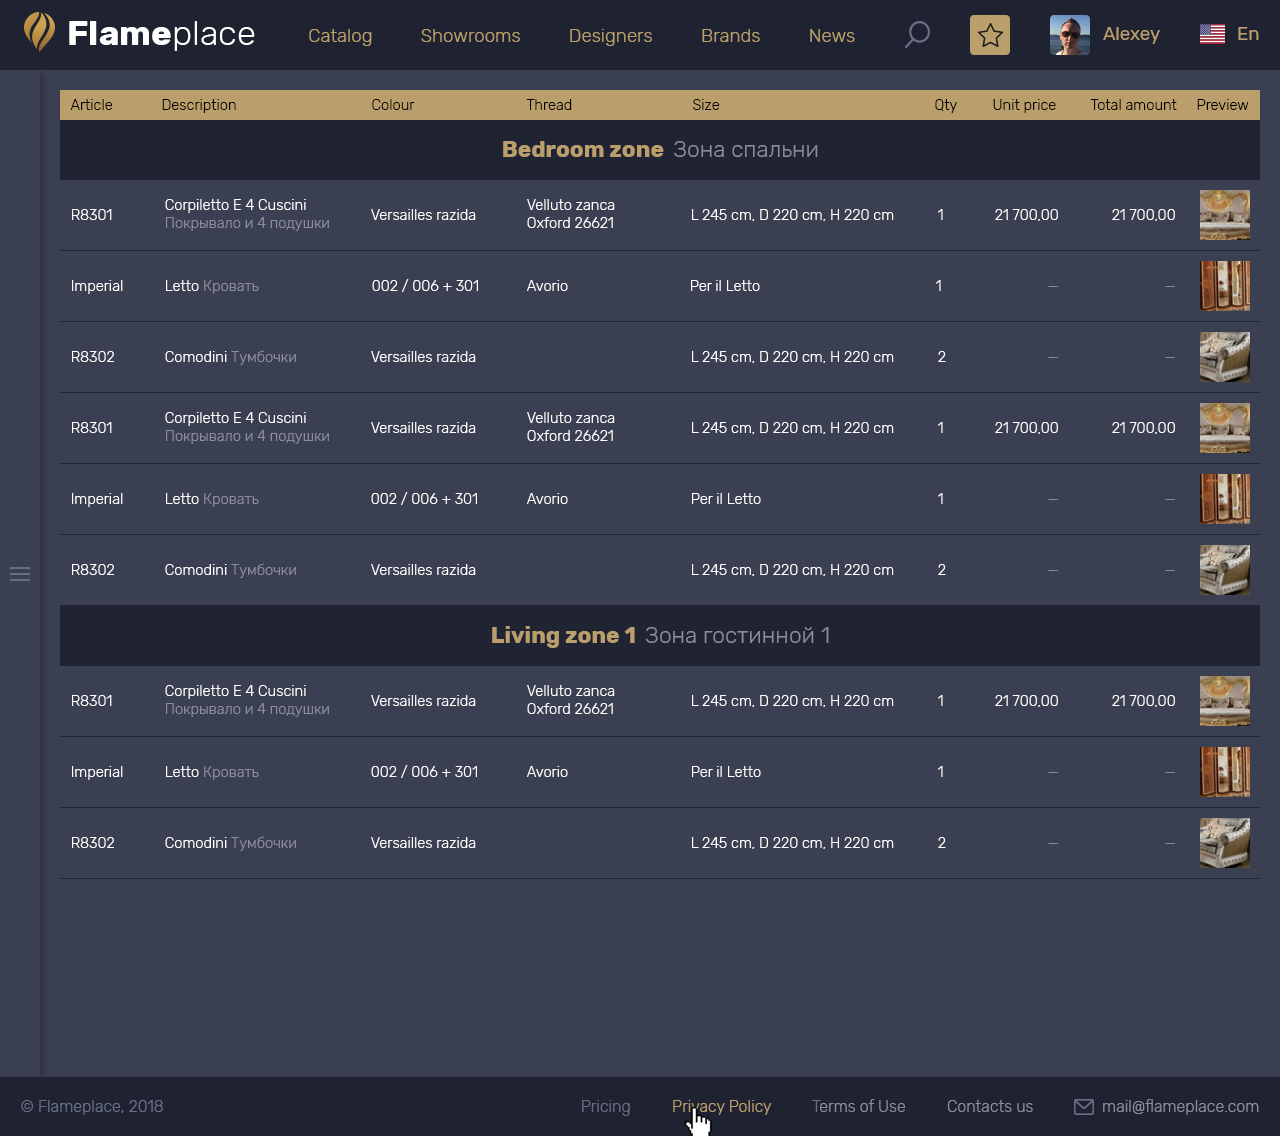 Flameplace Catalog Showrooms Designers Brands News Alexey En
Article Description Colour Thread Size Qty Unit price Total amount Preview
Bedroom zone Зона спальни
R8301 Corpiletto E 4 Cuscini Versailles razida Velluto zanca L 245 cm, D 220 cm, H 220 cm 1 21 700,00 21 700,00
Покрывало и 4 подушки Oxford 26621
Imperial Letto Кровать 002 / 006 + 301 Avorio Per il Letto 1 — —
R8302 Comodini Тумбочки Versailles razida L 245 cm, D 220 cm, H 220 cm 2 — —
R8301 Corpiletto E 4 Cuscini Versailles razida Velluto zanca L 245 cm, D 220 cm, H 220 cm 1 21 700,00 21 700,00
Покрывало и 4 подушки Oxford 26621
Imperial Letto Кровать 002 / 006 + 301 Avorio Per il Letto 1 — —
R8302 Comodini Тумбочки Versailles razida L 245 cm, D 220 cm, H 220 cm 2 — —
Living zone 1 Зона гостинной 1
R8301 Corpiletto E 4 Cuscini Versailles razida Velluto zanca L 245 cm, D 220 cm, H 220 cm 1 21 700,00 21 700,00
Покрывало и 4 подушки Oxford 26621
Imperial Letto Кровать 002 / 006 + 301 Avorio Per il Letto 1 — —
R8302 Comodini Тумбочки Versailles razida L 245 cm, D 220 cm, H 220 cm 2 — —
© Flameplace, 2018 Pricing Privacy Policy Terms of Use Contacts us mail@flameplace.com